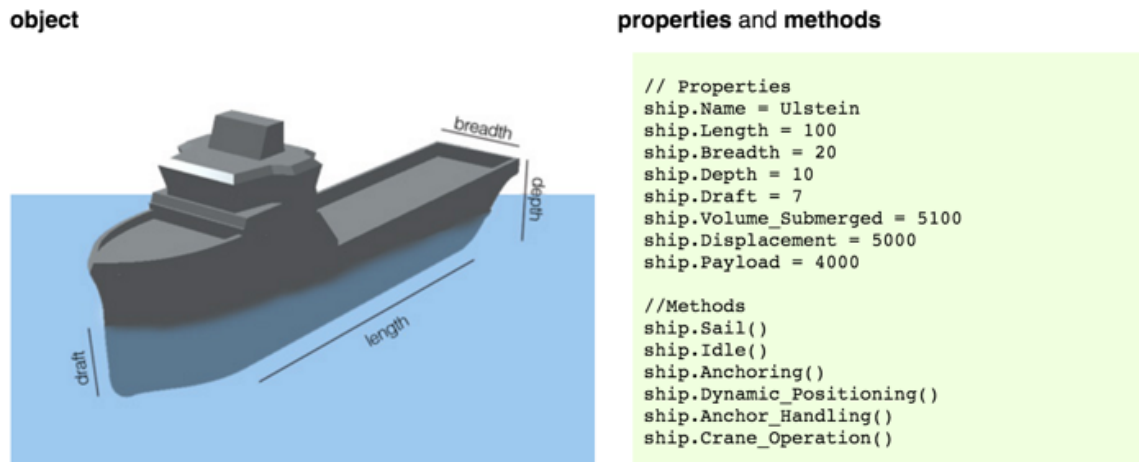 object
breadth
depth
length
draft
properties and methods
// Properties
ship.Name = Ulstein
ship.Length = 100
ship.Breadth = 20
ship.Depth = 10
ship.Draft = 7
ship.Volume_Submerged = 5100
ship.Displacement = 5000
ship.Payload = 4000
//Methods
ship.Sail()
ship.Idle()
ship.Anchoring()
ship.Dynamic_Positioning()
ship.Anchor_Handling()
ship.Crane_Operation()